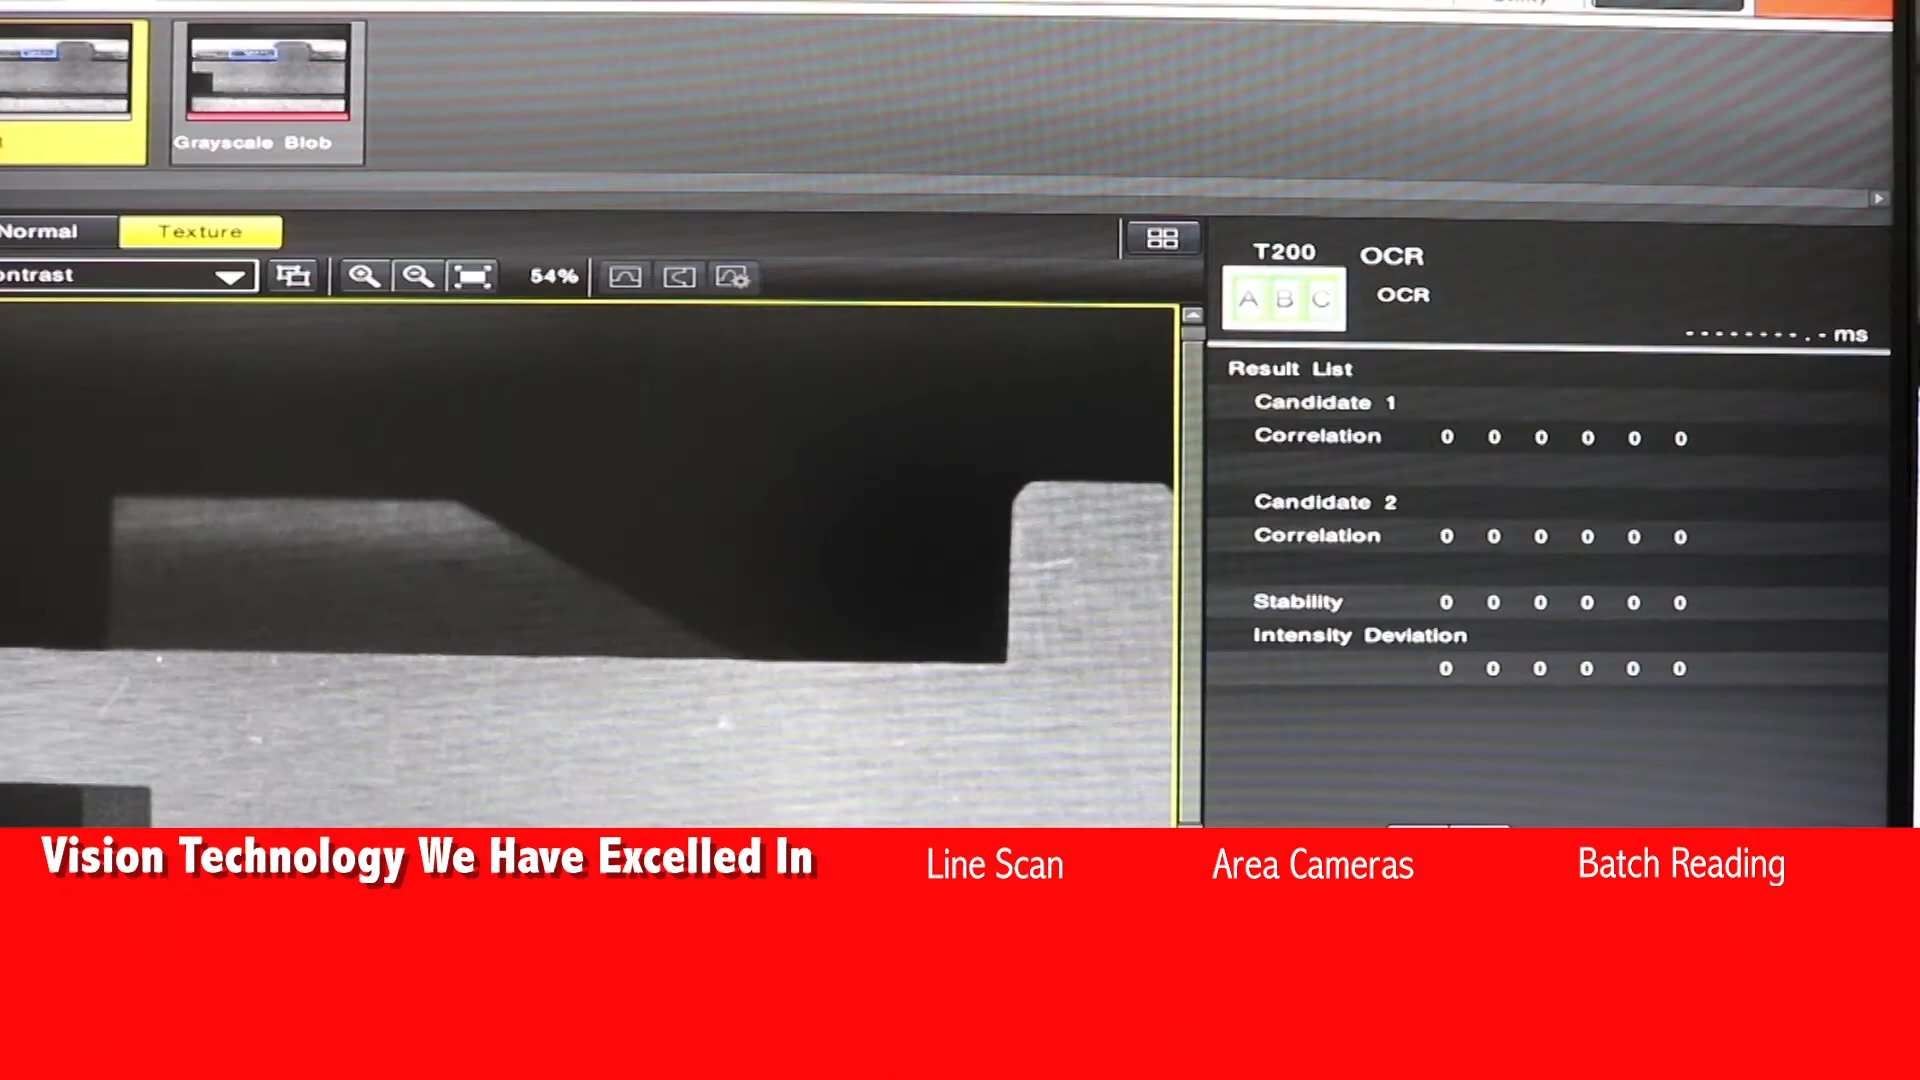 Grayscale Blob
Normal Texture
ontrast 54%
T200 OCR
A B C OCR
--------.- ms
Result List
Candidate 1
Correlation 0 0 0 0 0 0
Candidate 2
Correlation 0 0 0 0 0 0
Stability 0 0 0 0 0 0
Intensity Deviation
0 0 0 0 0 0
Vision Technology We Have Excelled In Line Scan Area Cameras Batch Reading